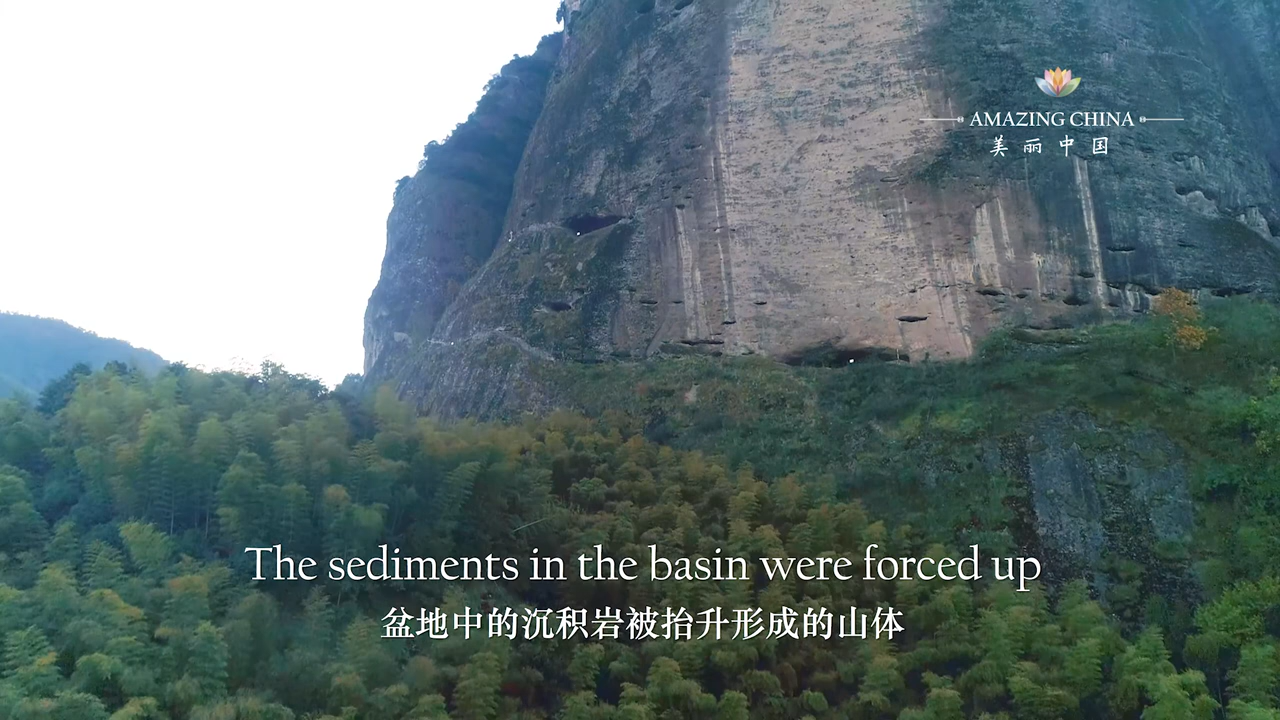 AMAZING CHINA
美丽中国
The sediments in the basin were forced up
盆地中的沉积岩被抬升形成的山体